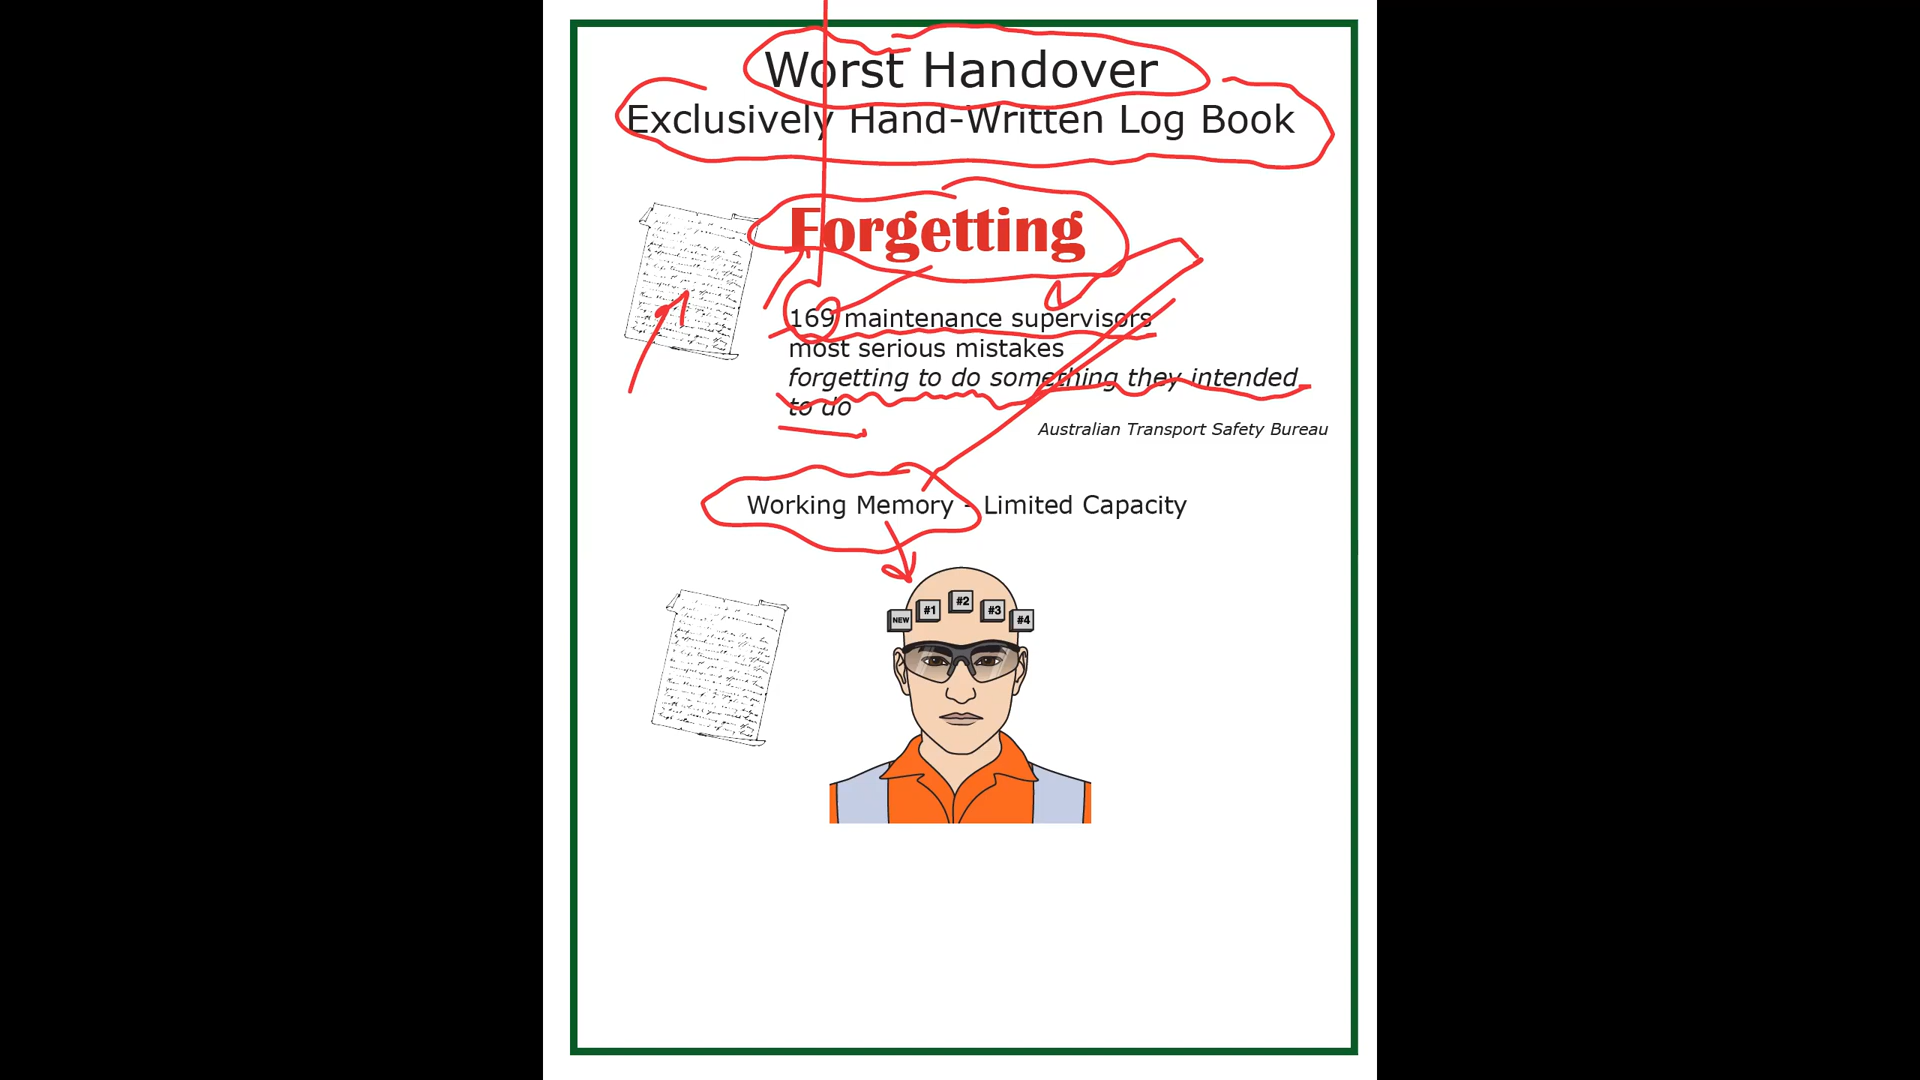 Worst Handover
Exclusively Hand-Written Log Book
Forgetting
169 maintenance supervisors
most serious mistakes
forgetting to do something they intended
to do
Australian Transport Safety Bureau
Working Memory - Limited Capacity
NEW #1 #2 #3 #4